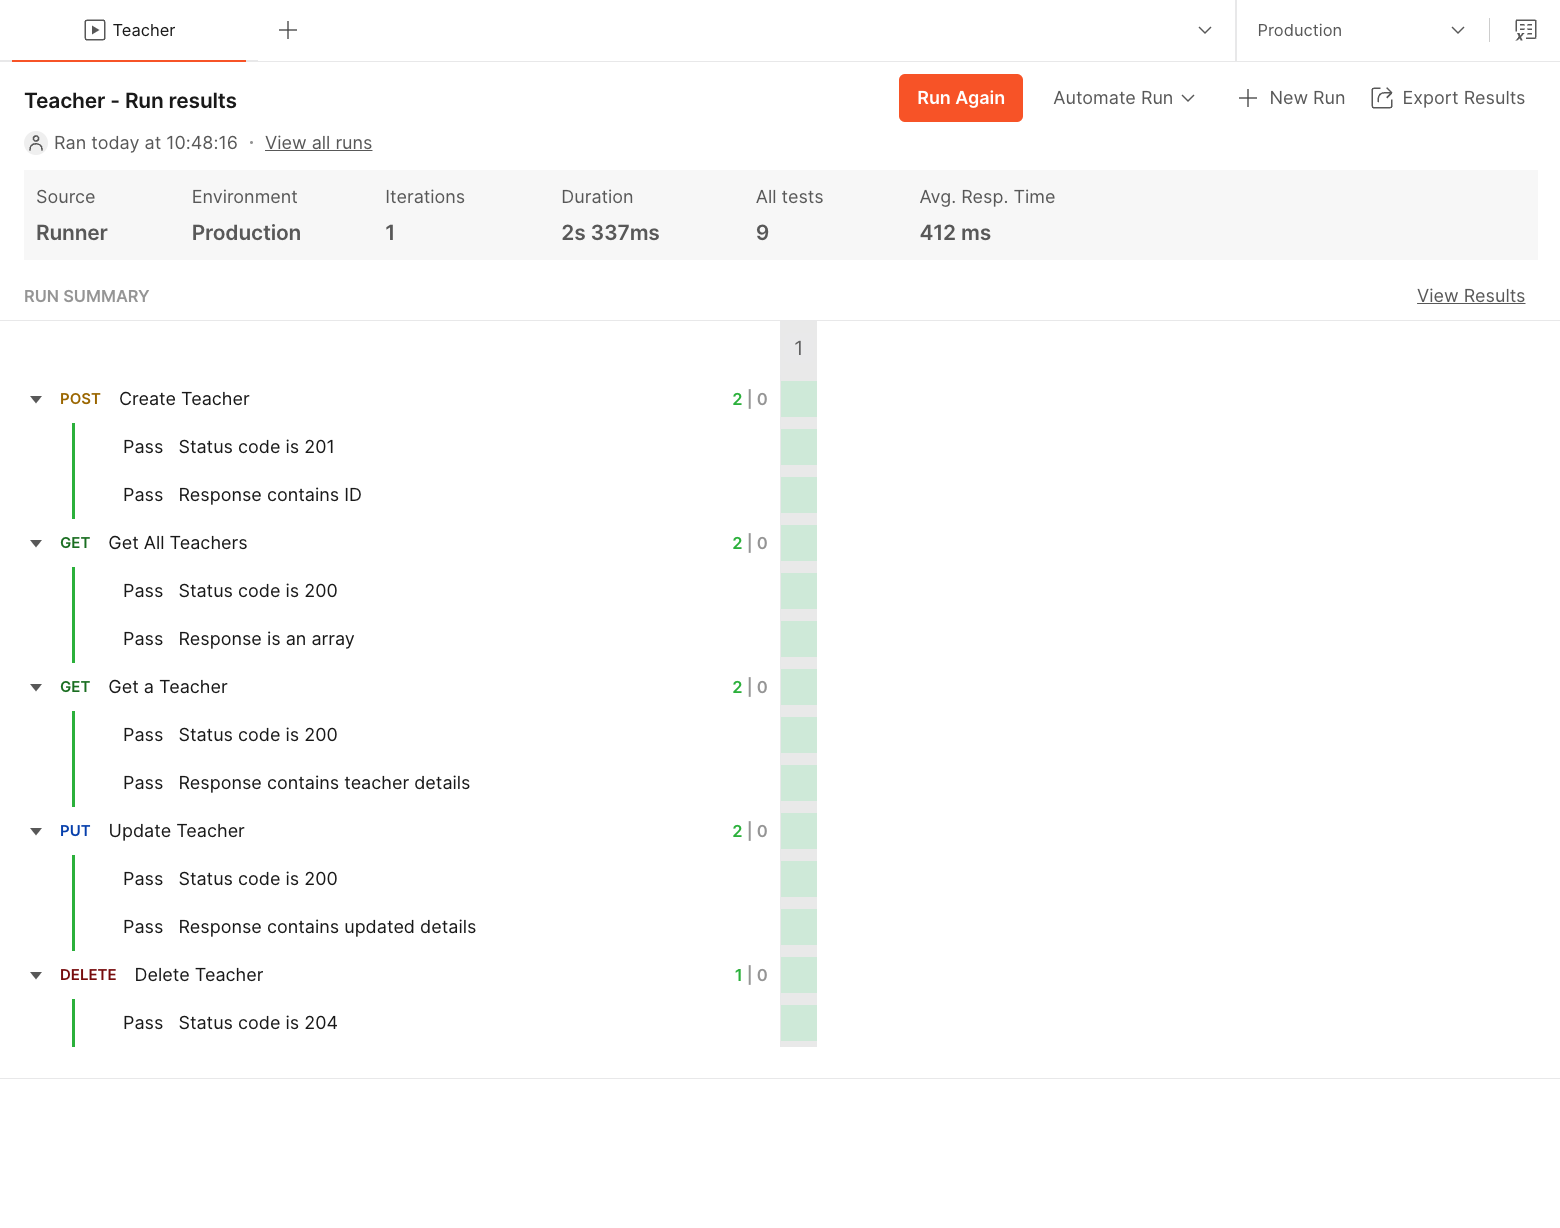 Teacher
Production
Teacher - Run results
Run Again
Automate Run
New Run
Export Results
Ran today at 10:48:16 · View all runs
Source Environment Iterations Duration All tests Avg. Resp. Time
Runner Production 1 2s 337ms 9 412 ms
RUN SUMMARY
View Results
1
POST Create Teacher 2 | 0
Pass Status code is 201
Pass Response contains ID
GET Get All Teachers 2 | 0
Pass Status code is 200
Pass Response is an array
GET Get a Teacher 2 | 0
Pass Status code is 200
Pass Response contains teacher details
PUT Update Teacher 2 | 0
Pass Status code is 200
Pass Response contains updated details
DELETE Delete Teacher 1 | 0
Pass Status code is 204